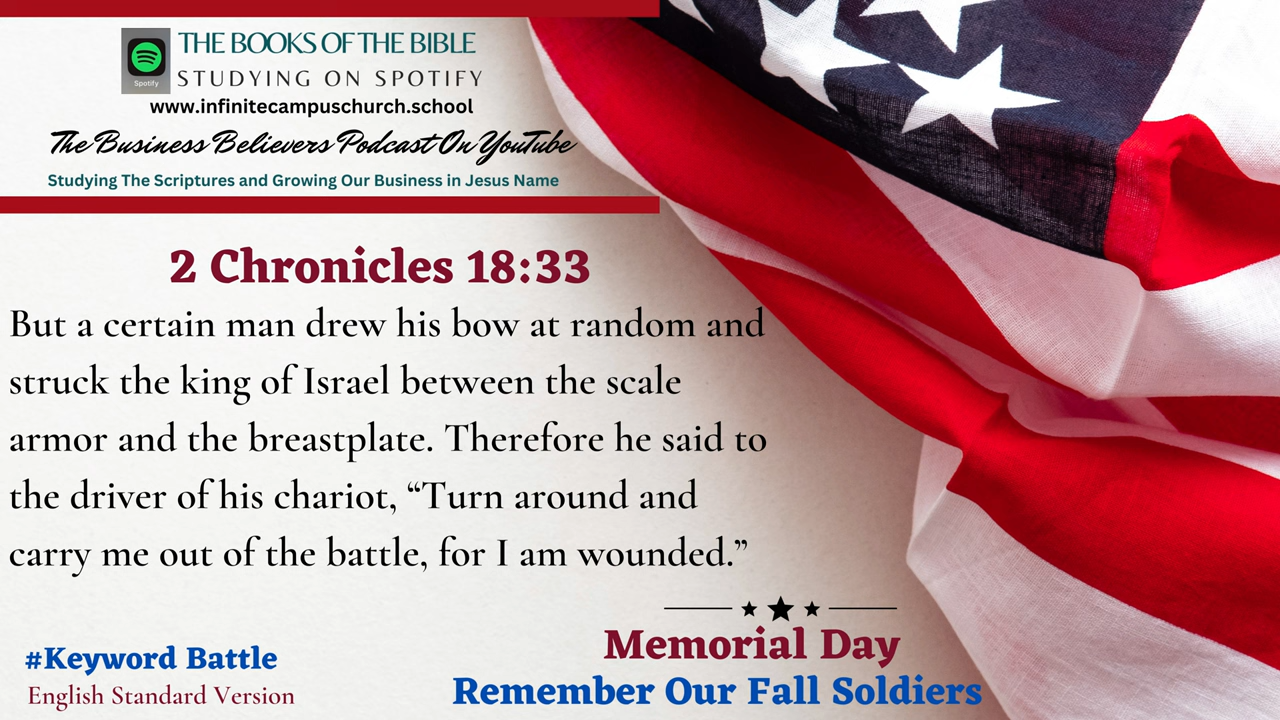 THE BOOKS OF THE BIBLE
Spotify
STUDYING ON SPOTIFY
www.infinitecampuschurch.school
The Business Believers Podcast On YouTube
Studying The Scriptures and Growing Our Business in Jesus Name
2 Chronicles 18:33
But a certain man drew his bow at random and
struck the king of Israel between the scale
armor and the breastplate. Therefore he said to
the driver of his chariot, “Turn around and
carry me out of the battle, for I am wounded.”
Memorial Day
Remember Our Fall Soldiers
#Keyword Battle
English Standard Version